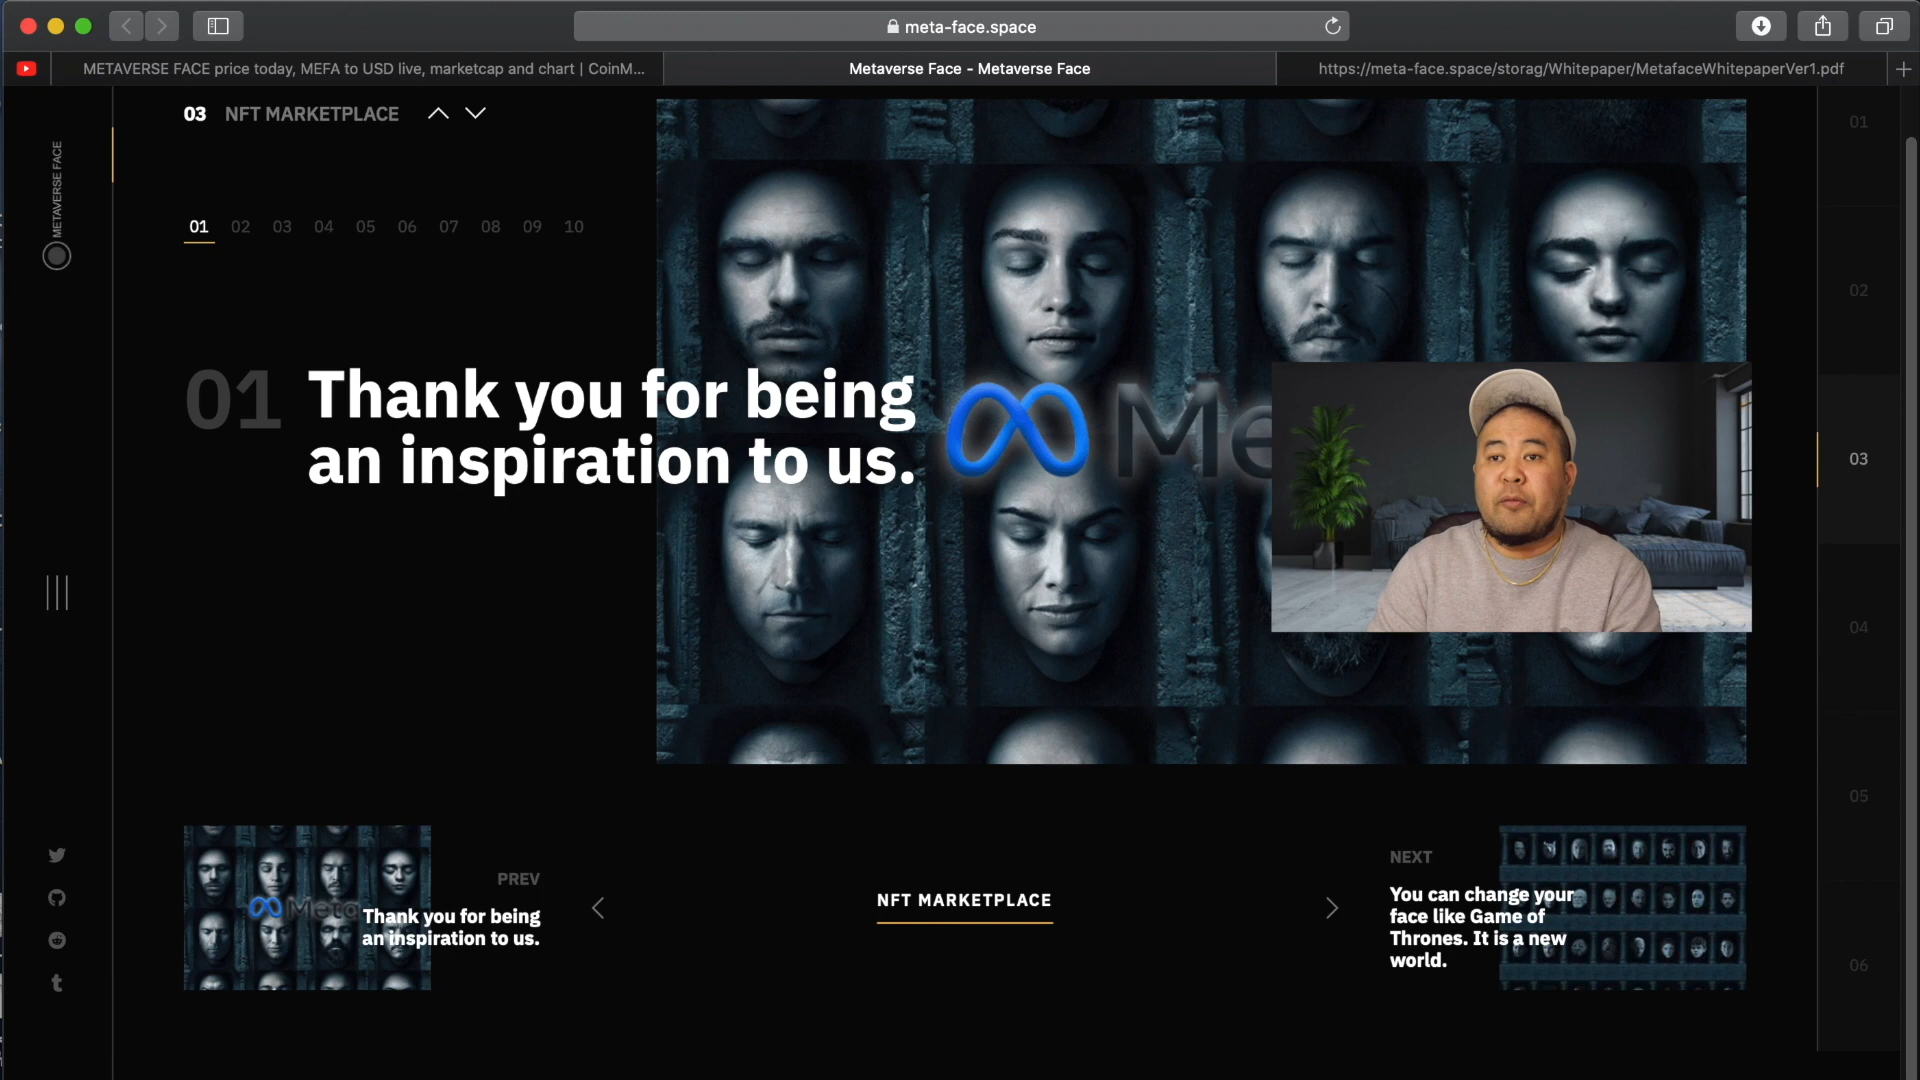 meta-face.space
METAVERSE FACE price today, MEFA to USD live, marketcap and chart | CoinM...
Metaverse Face - Metaverse Face
https://meta-face.space/storag/Whitepaper/MetafaceWhitepaperVer1.pdf
METAVERSE FACE
03 NFT MARKETPLACE
01 02 03 04 05 06 07 08 09 10
01
Thank you for being
an inspiration to us.
Me
01
02
03
04
05
06
PREV
Meta
Thank you for being
an inspiration to us.
NFT MARKETPLACE
NEXT
You can change your
face like Game of
Thrones. It is a new
world.